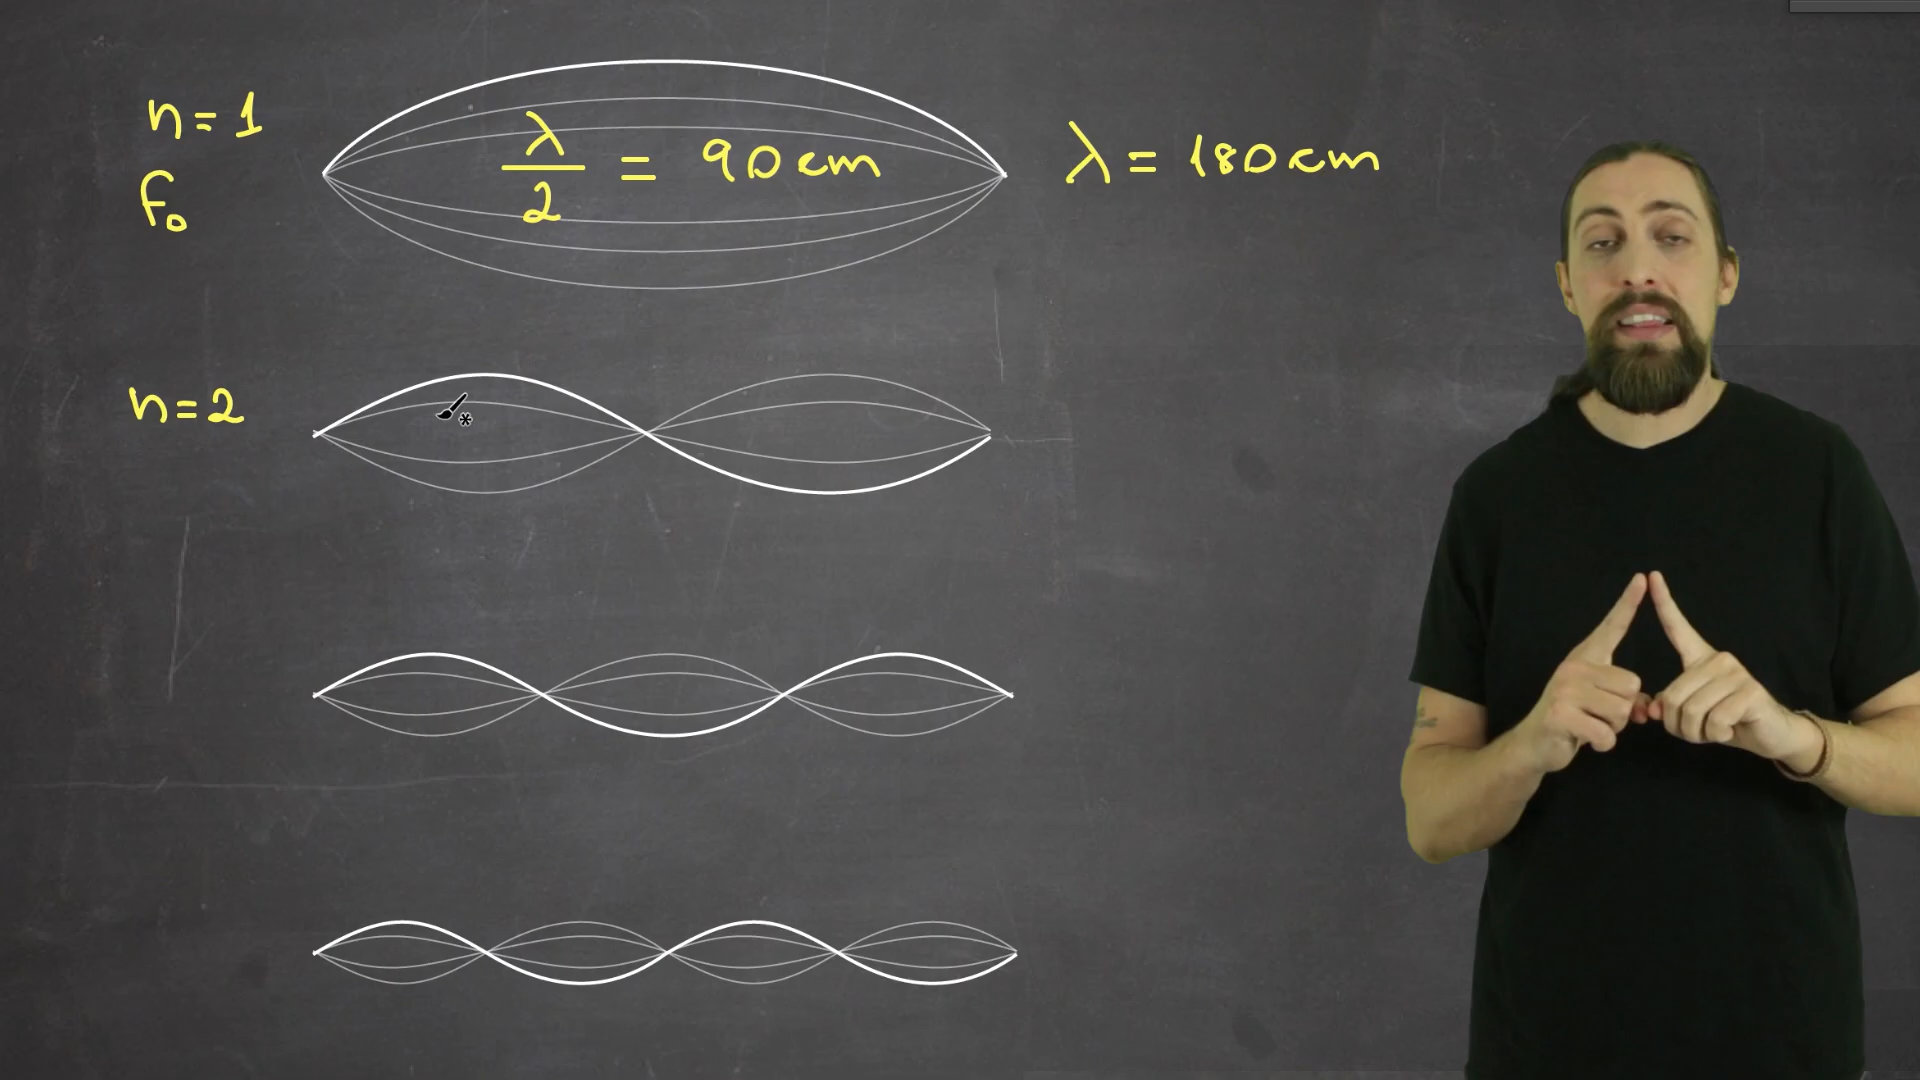 n = 1
f₀
λ/2 = 90 cm
λ = 180 cm
n = 2